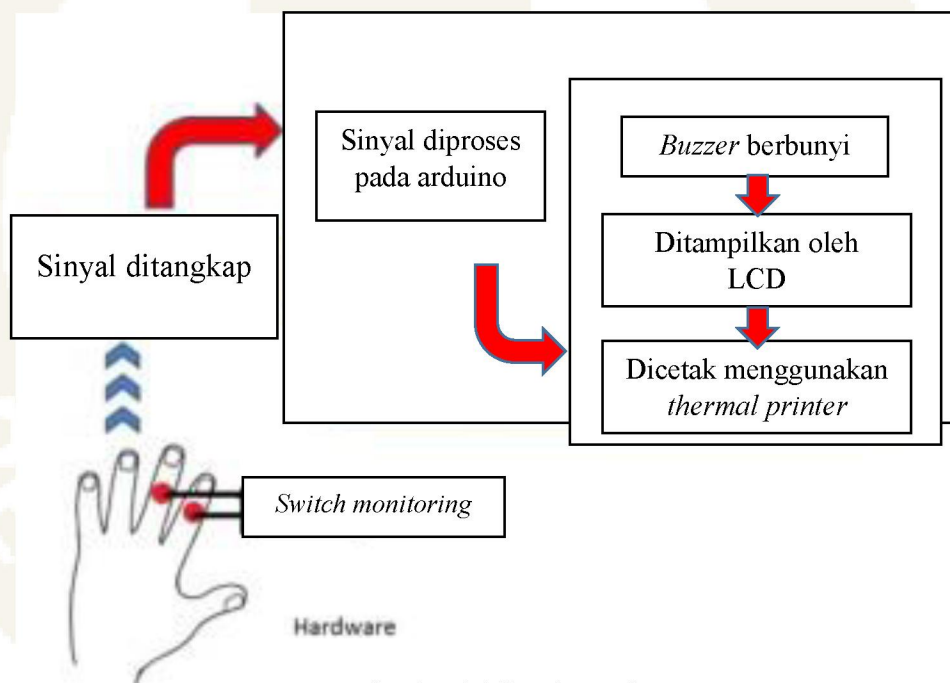 Sinyal ditangkap
Sinyal diproses
pada arduino
Buzzer berbunyi
Ditampilkan oleh
LCD
Dicetak menggunakan
thermal printer
Switch monitoring
Hardware